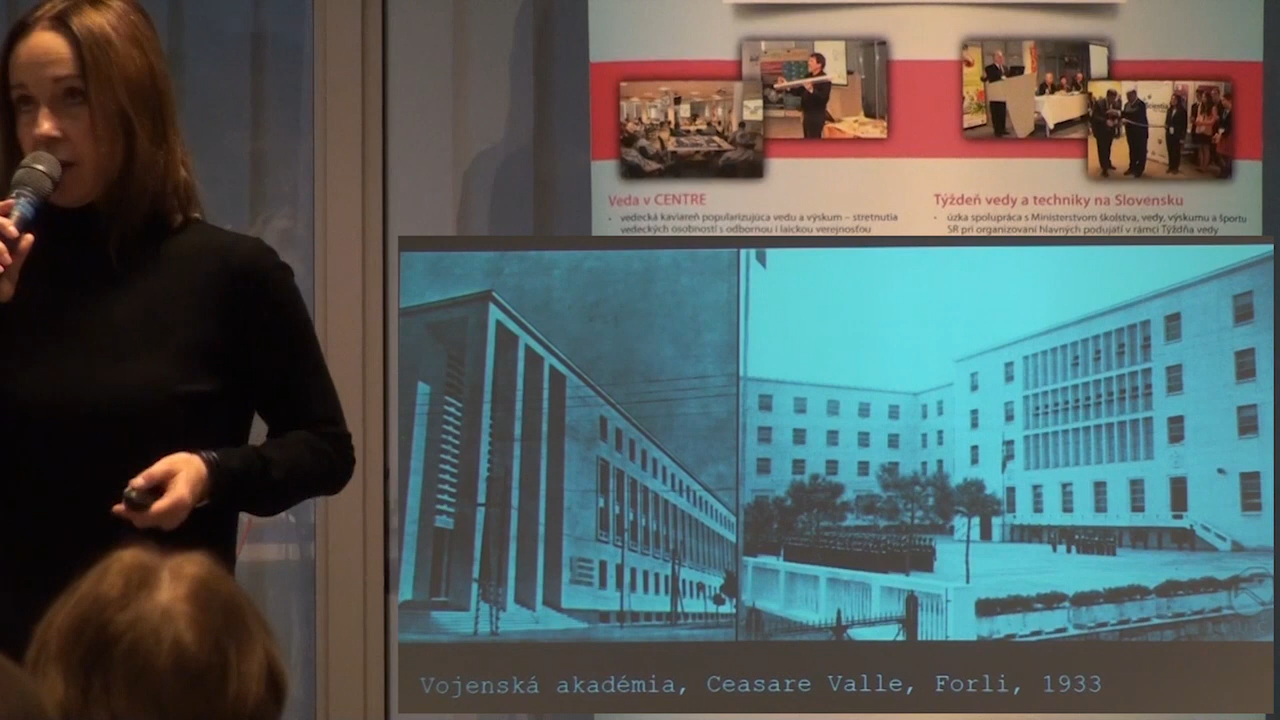 Veda v CENTRE
• vedecká kaviareň popularizujúca vedu a výskum – stretnutia
vedeckých osobností s odbornou i laickou verejnosťou
Týždeň vedy a techniky na Slovensku
• úzka spolupráca s Ministerstvom školstva, vedy, výskumu a športu
SR pri organizovaní hlavných podujatí v rámci Týždňa vedy
Vojenská akadémia, Ceasare Valle, Forli, 1933